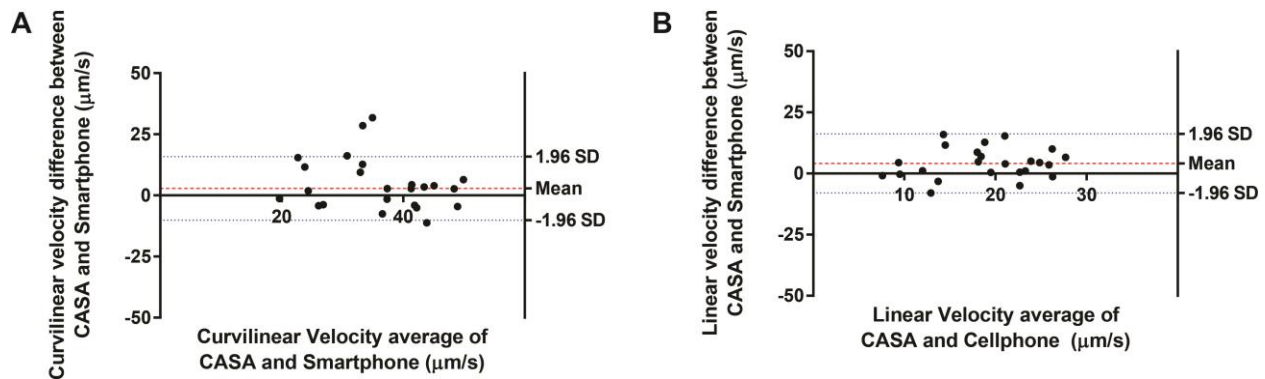 A
Curvilinear velocity difference between
CASA and Smartphone (μm/s)
50
25
0
-25
-50
20
40
1.96 SD
Mean
-1.96 SD
Curvilinear Velocity average of
CASA and Smartphone (μm/s)
B
Linear velocity difference between
CASA and Smartphone (μm/s)
50
25
0
-25
-50
10
20
30
1.96 SD
Mean
-1.96 SD
Linear Velocity average of
CASA and Cellphone (μm/s)